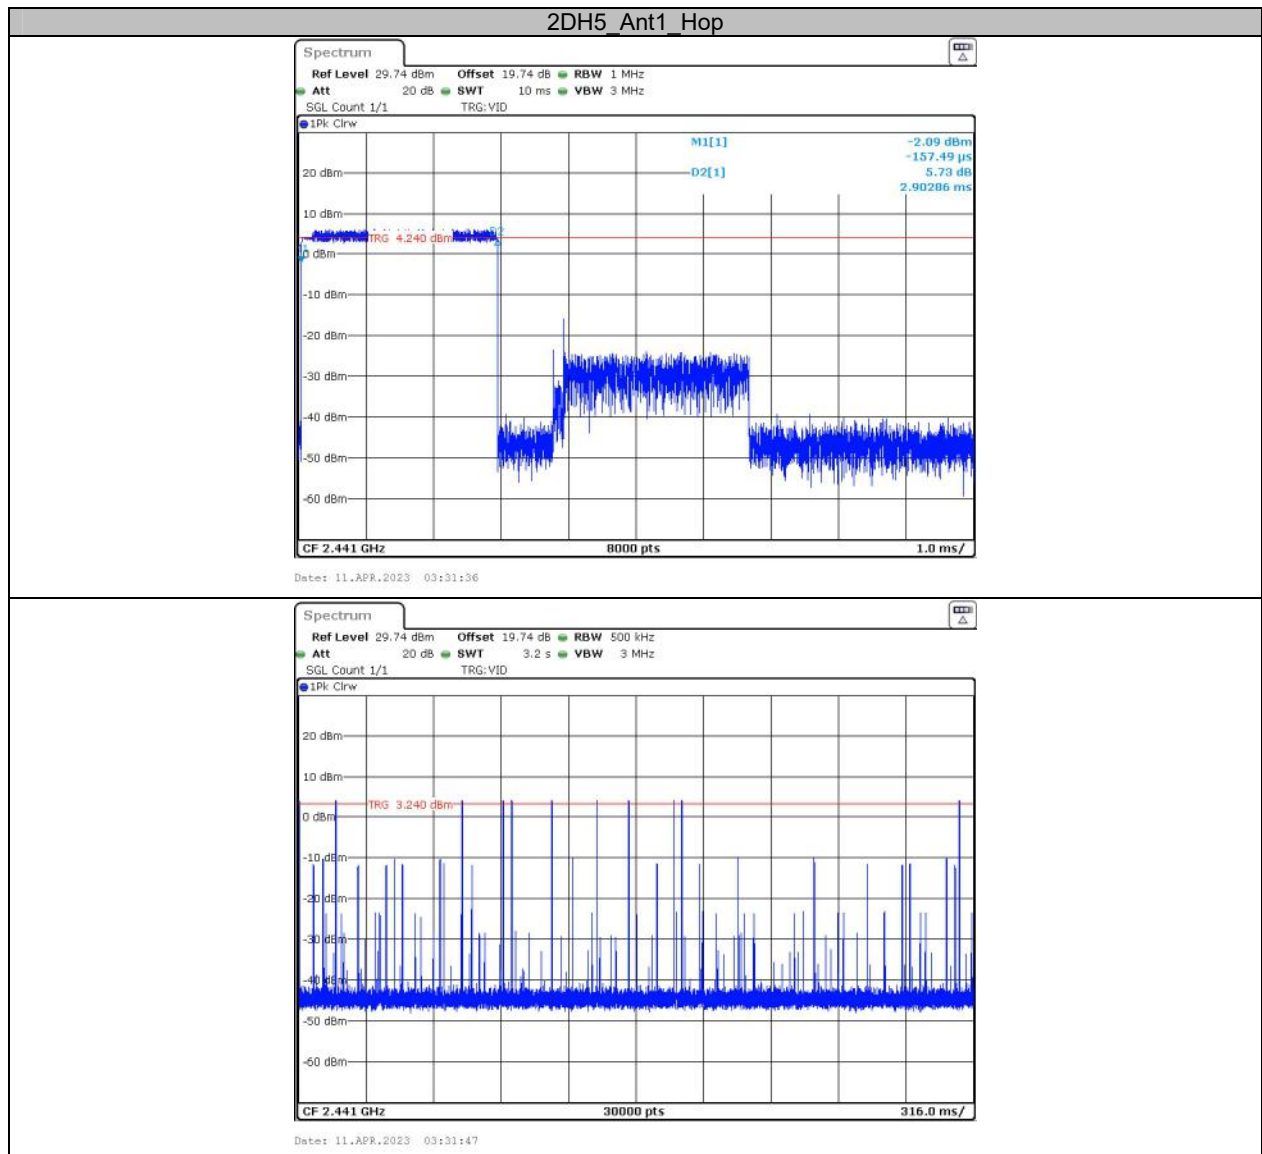 2DH5_Ant1_Hop
Spectrum
Ref Level 29.74 dBm Offset 19.74 dB RBW 1 MHz
Att 20 dB SWT 10 ms VBW 3 MHz
SGL Count 1/1 TRG:VID
1Pk Clrw
M1[1] -2.09 dBm
-157.49 µs
20 dBm D2[1] 5.73 dB
2.90286 ms
10 dBm
TRG 4.240 dBm
0 dBm
-10 dBm
-20 dBm
-30 dBm
-40 dBm
-50 dBm
-60 dBm
CF 2.441 GHz 8000 pts 1.0 ms/
Date: 11.APR.2023 03:31:36
Spectrum
Ref Level 29.74 dBm Offset 19.74 dB RBW 500 kHz
Att 20 dB SWT 3.2 s VBW 3 MHz
SGL Count 1/1 TRG:VID
1Pk Clrw
20 dBm
10 dBm
TRG 3.240 dBm
0 dBm
-10 dBm
-20 dBm
-30 dBm
-40 dBm
-50 dBm
-60 dBm
CF 2.441 GHz 30000 pts 316.0 ms/
Date: 11.APR.2023 03:31:47